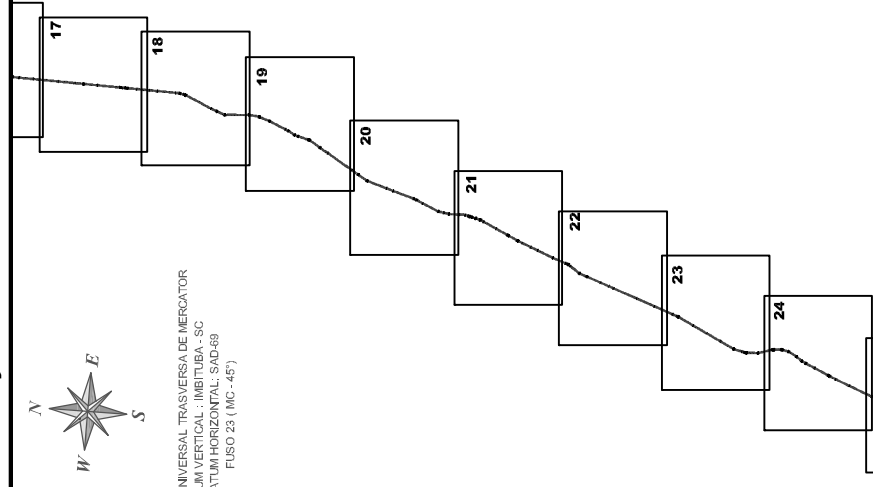 17
18
19
20
21
22
23
24
N
E
W
S
NIVERSAL TRASVERSA DE MERCATOR
UM VERTICAL : IMBITUBA - SC
ATUM HORIZONTAL: SAD-69
FUSO 23 ( MC - 45°)